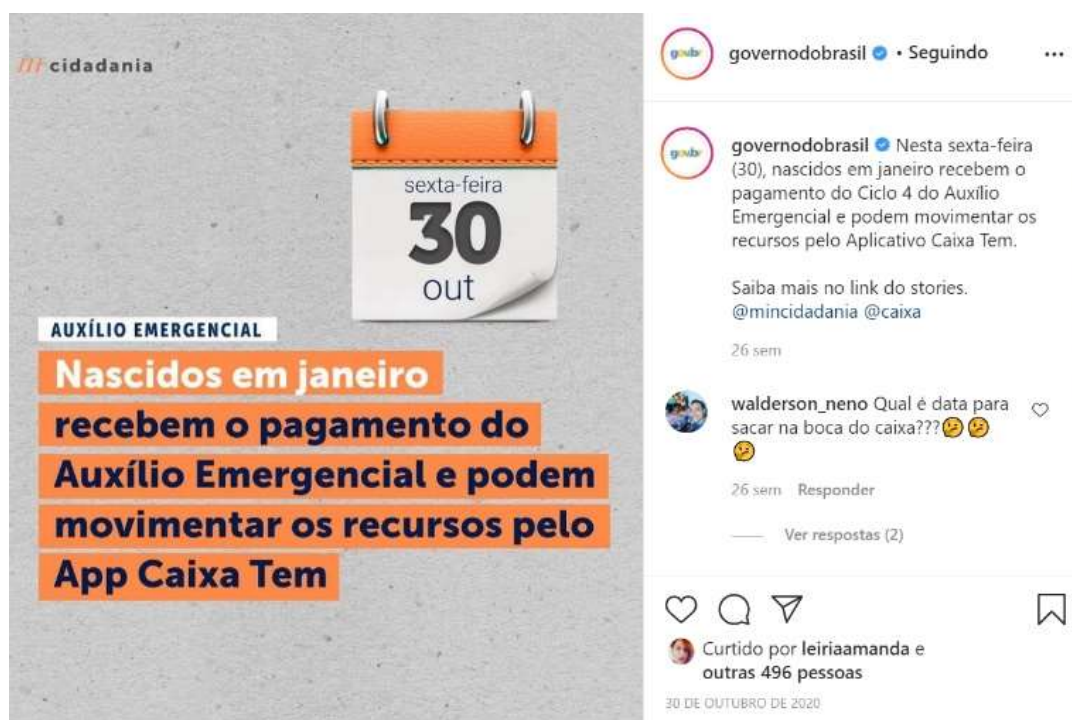 cidadania
sexta-feira
30
out
AUXÍLIO EMERGENCIAL
Nascidos em janeiro
recebem o pagamento do
Auxílio Emergencial e podem
movimentar os recursos pelo
App Caixa Tem
gov.br
governodobrasil • Seguindo
gov.br
governodobrasil Nesta sexta-feira
(30), nascidos em janeiro recebem o
pagamento do Ciclo 4 do Auxílio
Emergencial e podem movimentar os
recursos pelo Aplicativo Caixa Tem.
Saiba mais no link do stories.
@mincidadania @caixa
26 sem
walderson_neno Qual é data para
sacar na boca do caixa???🤔🤔
🤔
26 sem Responder
Ver respostas (2)
Curtido por leiriaamanda e
outras 496 pessoas
30 DE OUTUBRO DE 2020